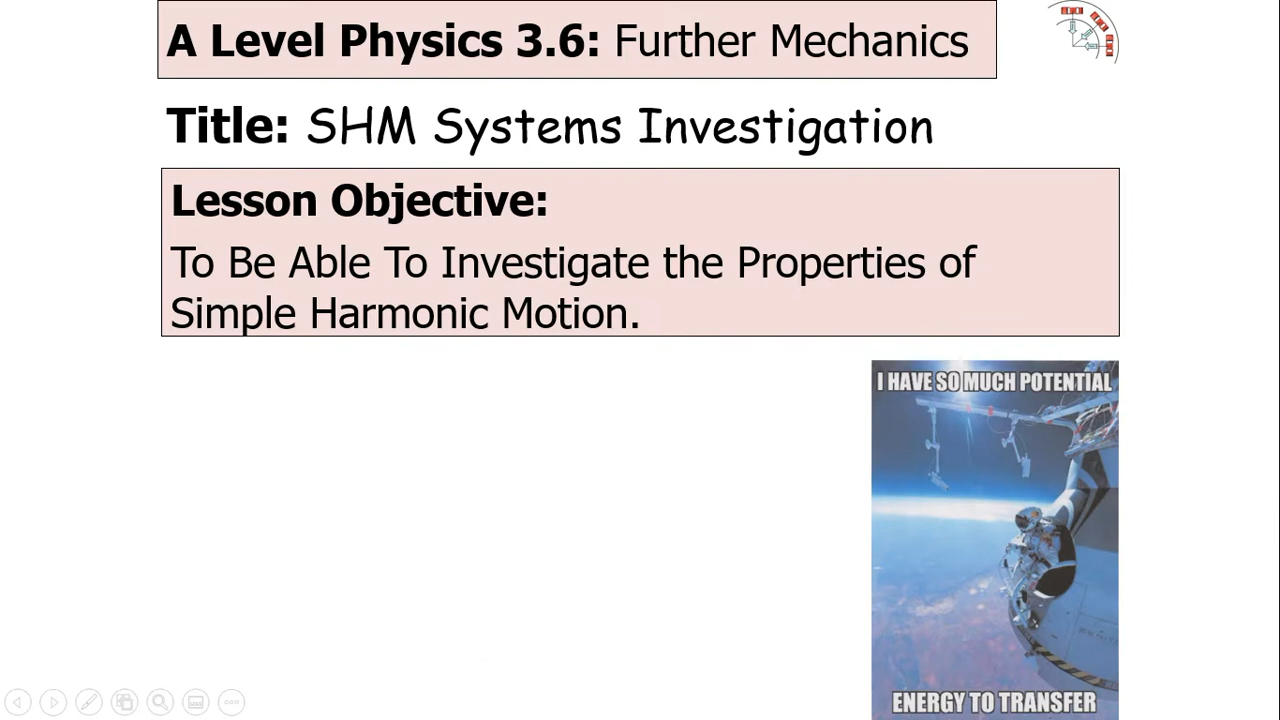 A Level Physics 3.6: Further Mechanics
Title: SHM Systems Investigation
Lesson Objective:
To Be Able To Investigate the Properties of
Simple Harmonic Motion.
I HAVE SO MUCH POTENTIAL
ENERGY TO TRANSFER